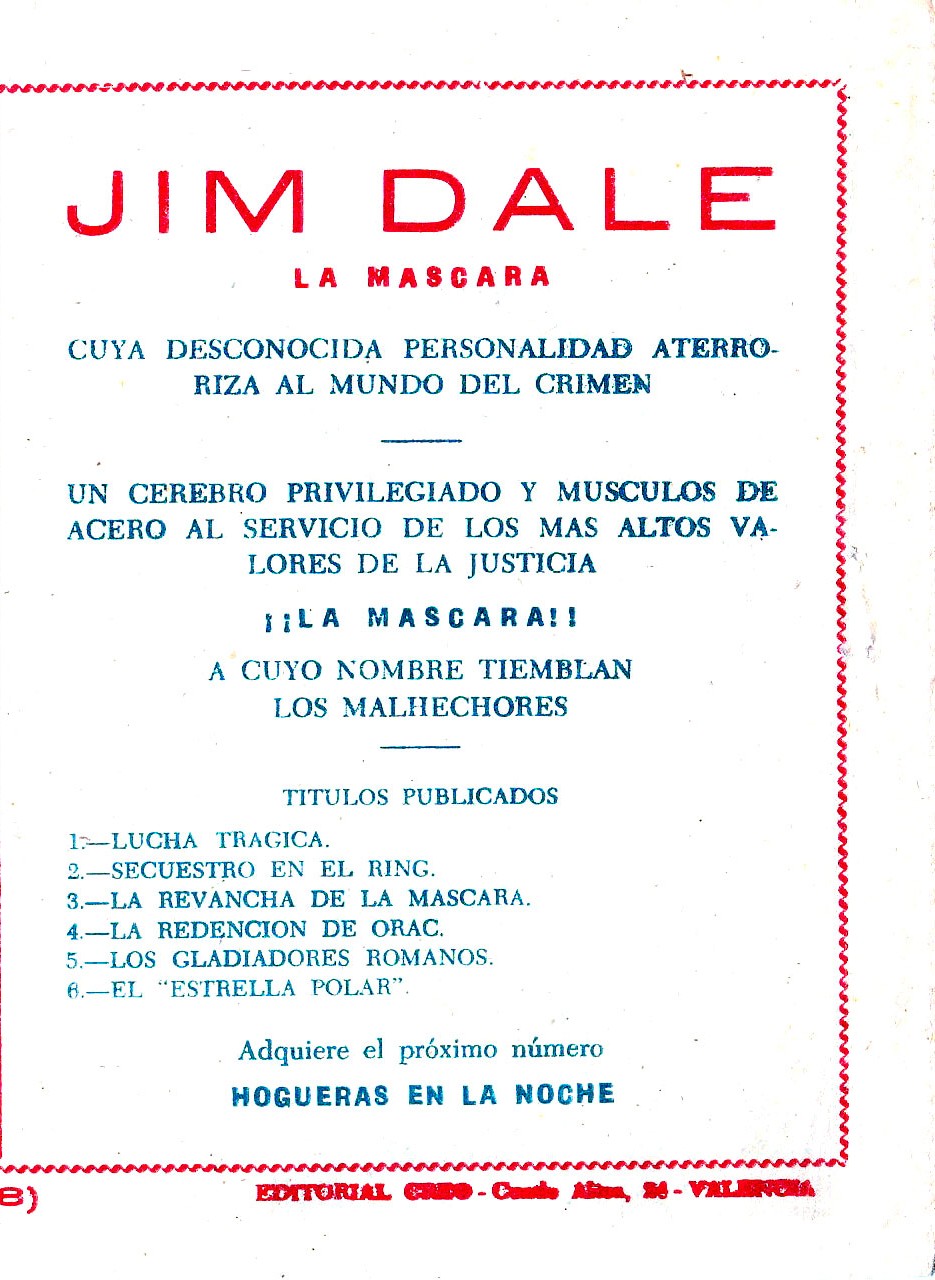 JIM DALE
LA MASCARA
CUYA DESCONOCIDA PERSONALIDAD ATERRO-
RIZA AL MUNDO DEL CRIMEN
UN CEREBRO PRIVILEGIADO Y MUSCULOS DE
ACERO AL SERVICIO DE LOS MAS ALTOS VA-
LORES DE LA JUSTICIA
¡¡LA MASCARA!!
A CUYO NOMBRE TIEMBLAN
LOS MALHECHORES
TITULOS PUBLICADOS
1.—LUCHA TRAGICA.
2.—SECUESTRO EN EL RING.
3.—LA REVANCHA DE LA MASCARA.
4.—LA REDENCION DE ORAC.
5.—LOS GLADIADORES ROMANOS.
6.—EL "ESTRELLA POLAR".
Adquiere el próximo número
HOGUERAS EN LA NOCHE
B)
EDITORIAL - Conde 24 - VALENCIA